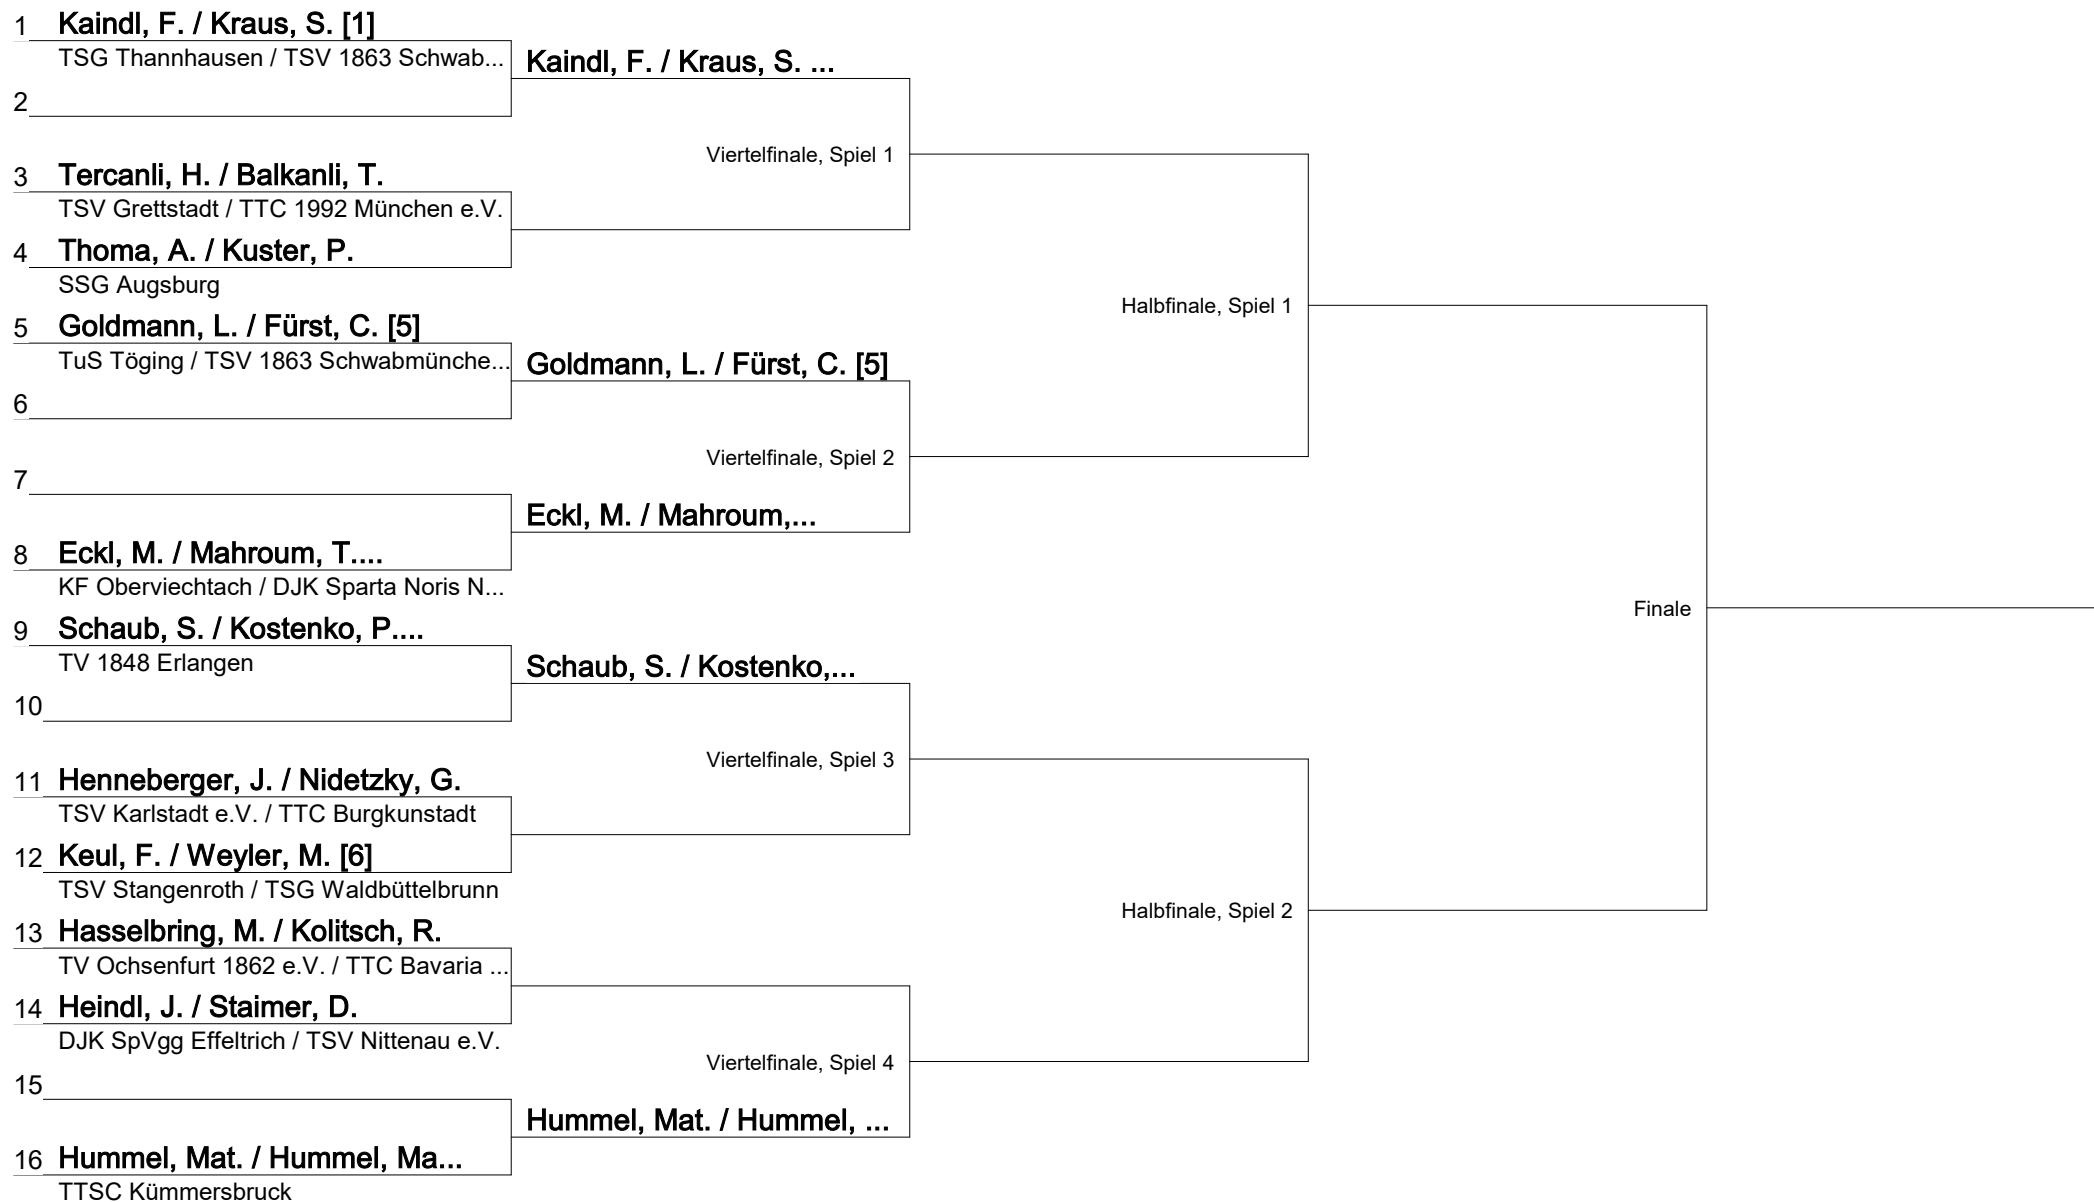 1 Kaindl, F. / Kraus, S. [1]
TSG Thannhausen / TSV 1863 Schwab...
Kaindl, F. / Kraus, S. ...
2
Viertelfinale, Spiel 1
3 Tercanli, H. / Balkanli, T.
TSV Grettstadt / TTC 1992 München e.V.
4 Thoma, A. / Kuster, P.
SSG Augsburg
Halbfinale, Spiel 1
5 Goldmann, L. / Fürst, C. [5]
TuS Töging / TSV 1863 Schwabmünche...
Goldmann, L. / Fürst, C. [5]
6
Viertelfinale, Spiel 2
7
Eckl, M. / Mahroum,...
8 Eckl, M. / Mahroum, T....
KF Oberviechtach / DJK Sparta Noris N...
Finale
9 Schaub, S. / Kostenko, P....
TV 1848 Erlangen
Schaub, S. / Kostenko,...
10
Viertelfinale, Spiel 3
11 Henneberger, J. / Nidetzky, G.
TSV Karlstadt e.V. / TTC Burgkunstadt
12 Keul, F. / Weyler, M. [6]
TSV Stangenroth / TSG Waldbüttelbrunn
Halbfinale, Spiel 2
13 Hasselbring, M. / Kolitsch, R.
TV Ochsenfurt 1862 e.V. / TTC Bavaria ...
14 Heindl, J. / Staimer, D.
DJK SpVgg Effeltrich / TSV Nittenau e.V.
Viertelfinale, Spiel 4
15
Hummel, Mat. / Hummel, ...
16 Hummel, Mat. / Hummel, Ma...
TTSC Kümmersbruck